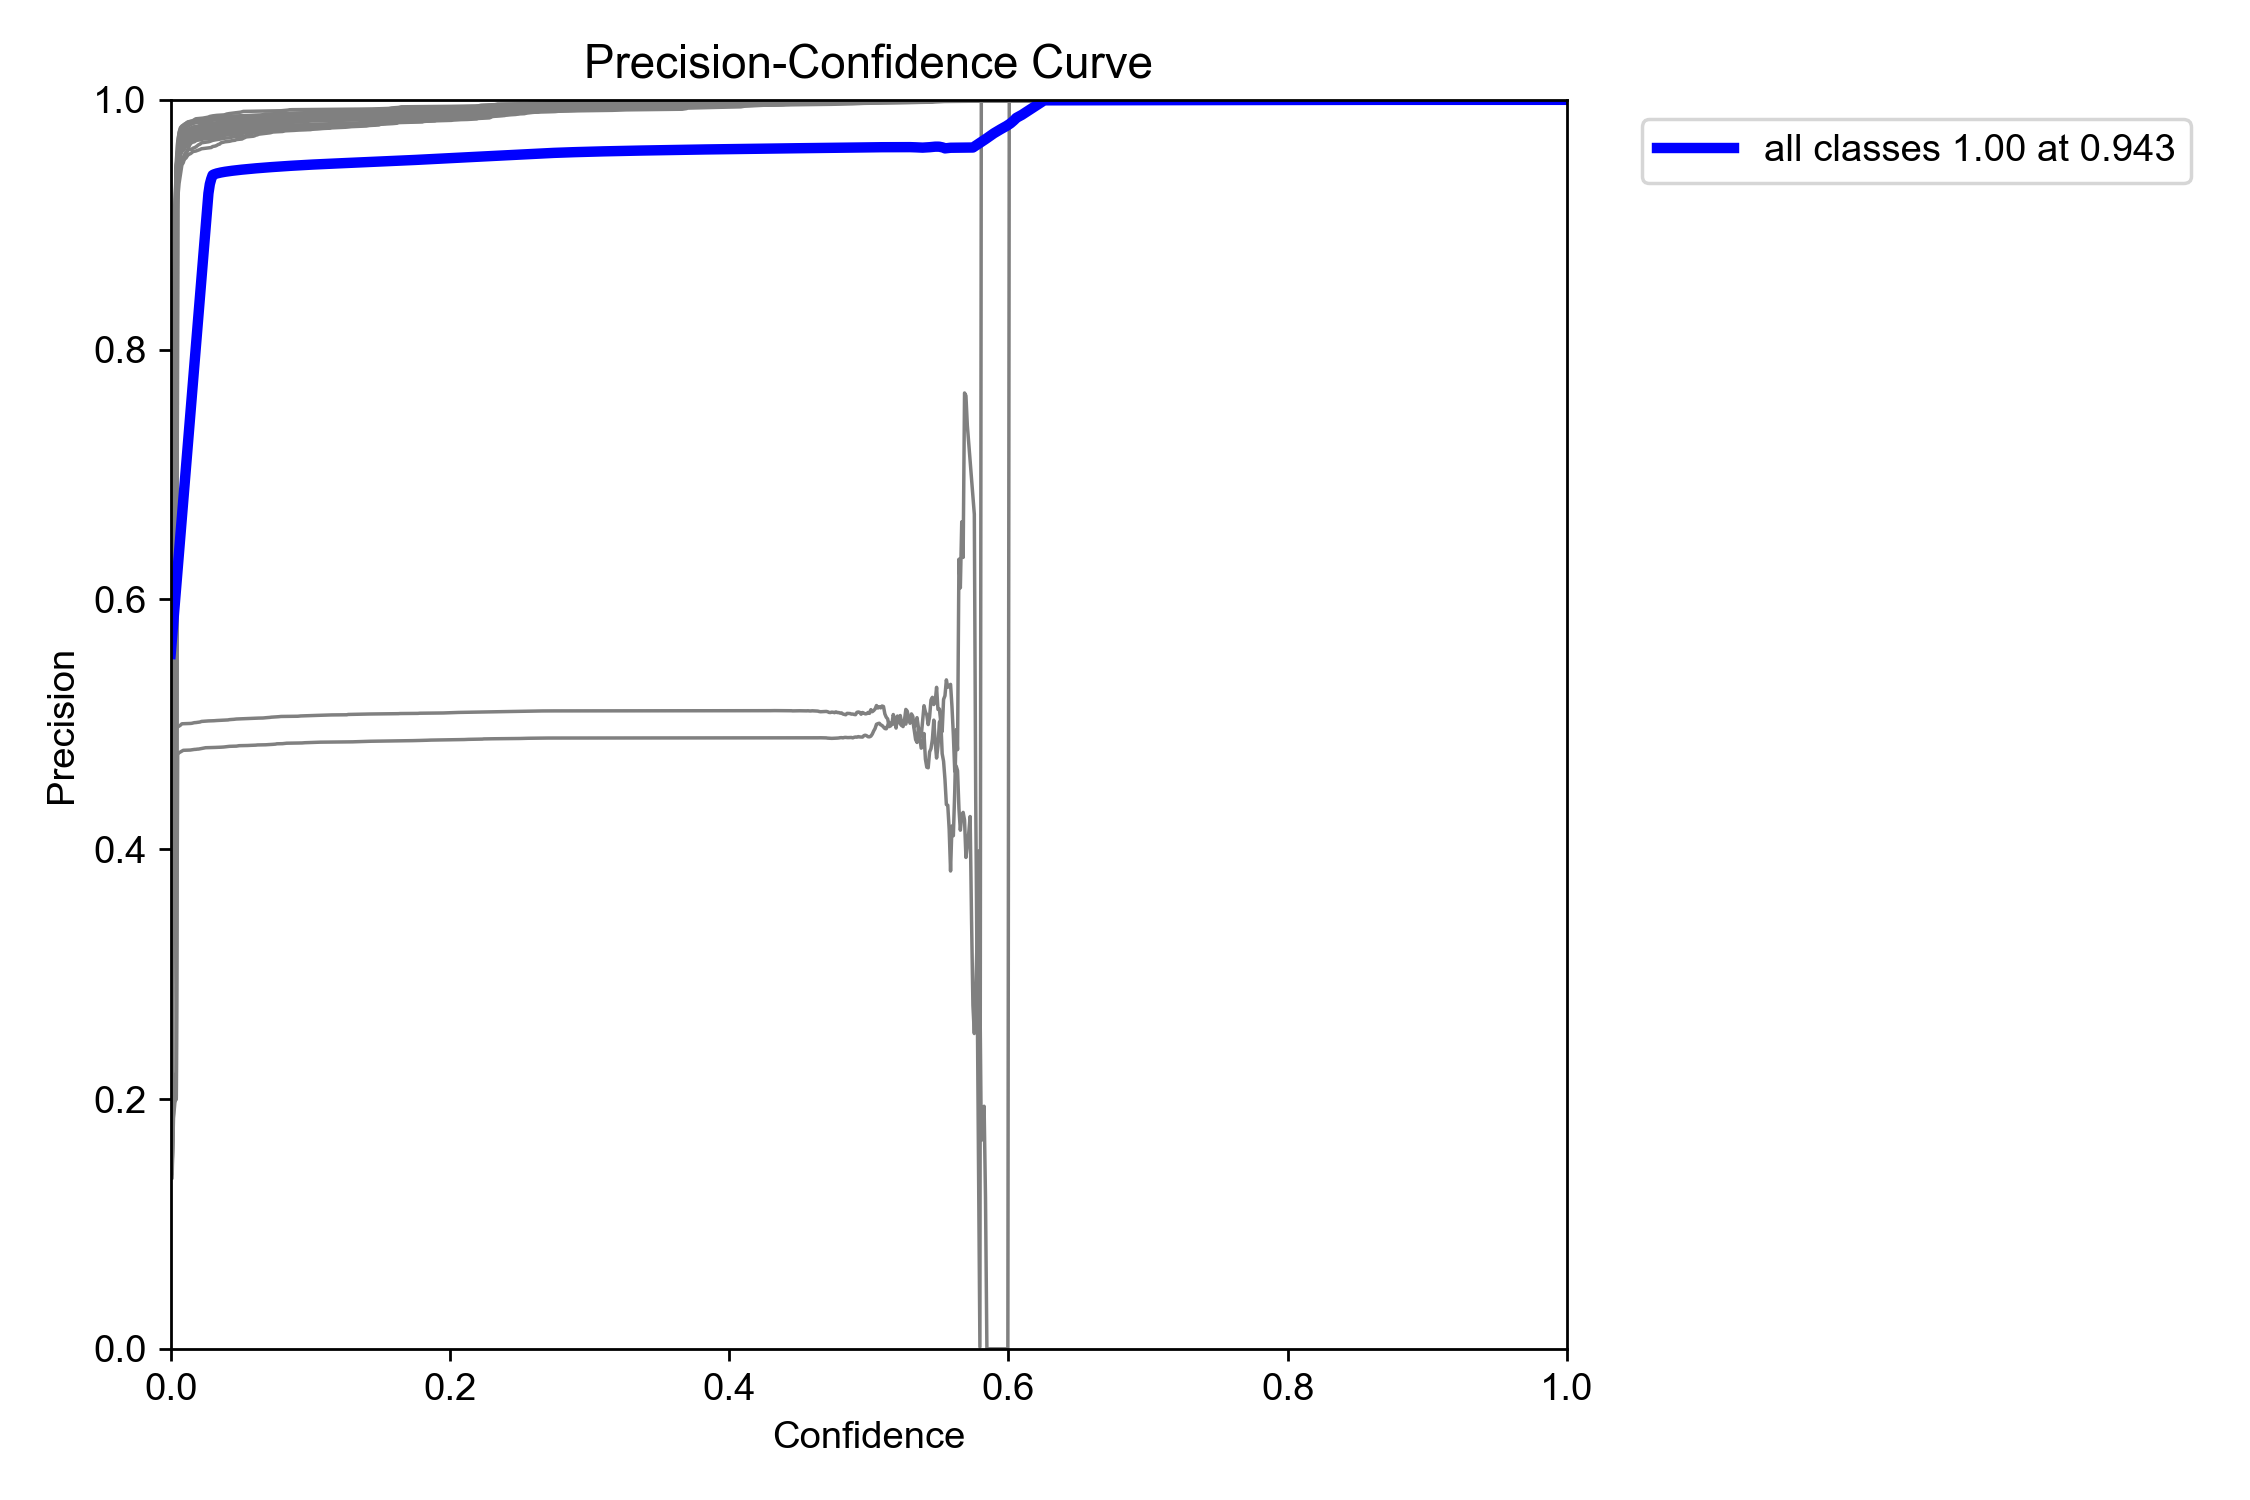 Precision-Confidence Curve
all classes 1.00 at 0.943
Precision
1.0
0.8
0.6
0.4
0.2
0.0
0.0 0.2 0.4 0.6 0.8 1.0
Confidence